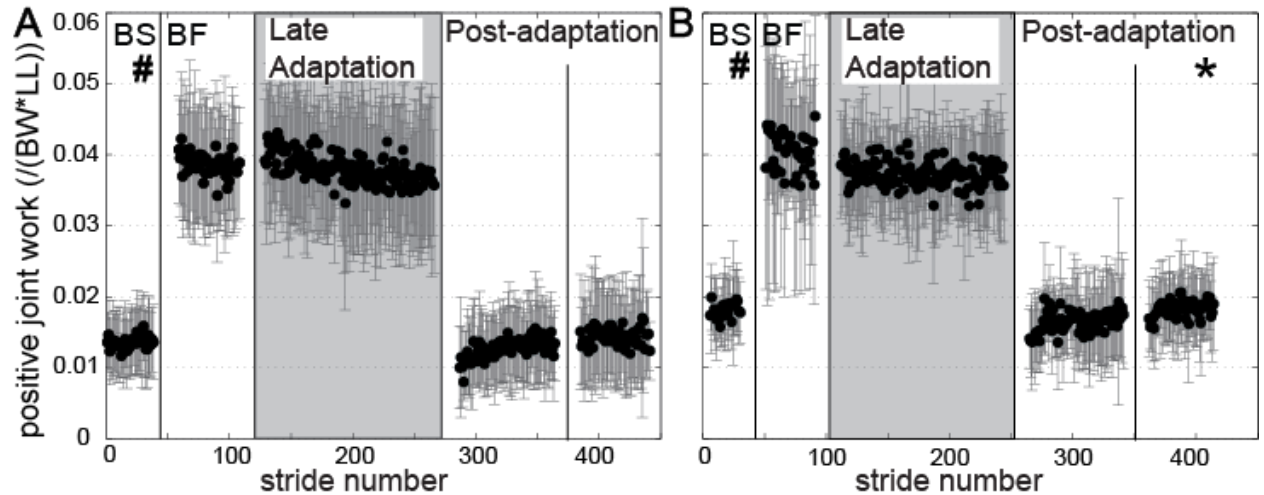 A
BS
BF
Late
Adaptation
Post-adaptation
#
positive joint work (/(BW*LL))
0.06
0.05
0.04
0.03
0.02
0.01
0
0
100
200
300
400
stride number
B
BS
BF
Late
Adaptation
Post-adaptation
#
*
0
100
200
300
400
stride number